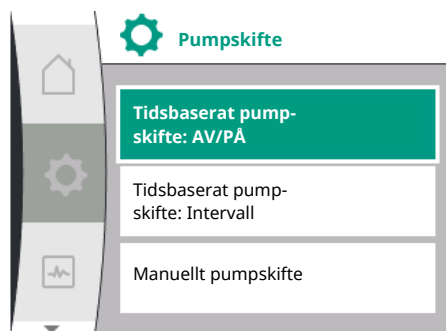 Pumpskifte
Tidsbaserat pump-
skifte: AV/PÅ
Tidsbaserat pump-
skifte: Intervall
Manuellt pumpskifte